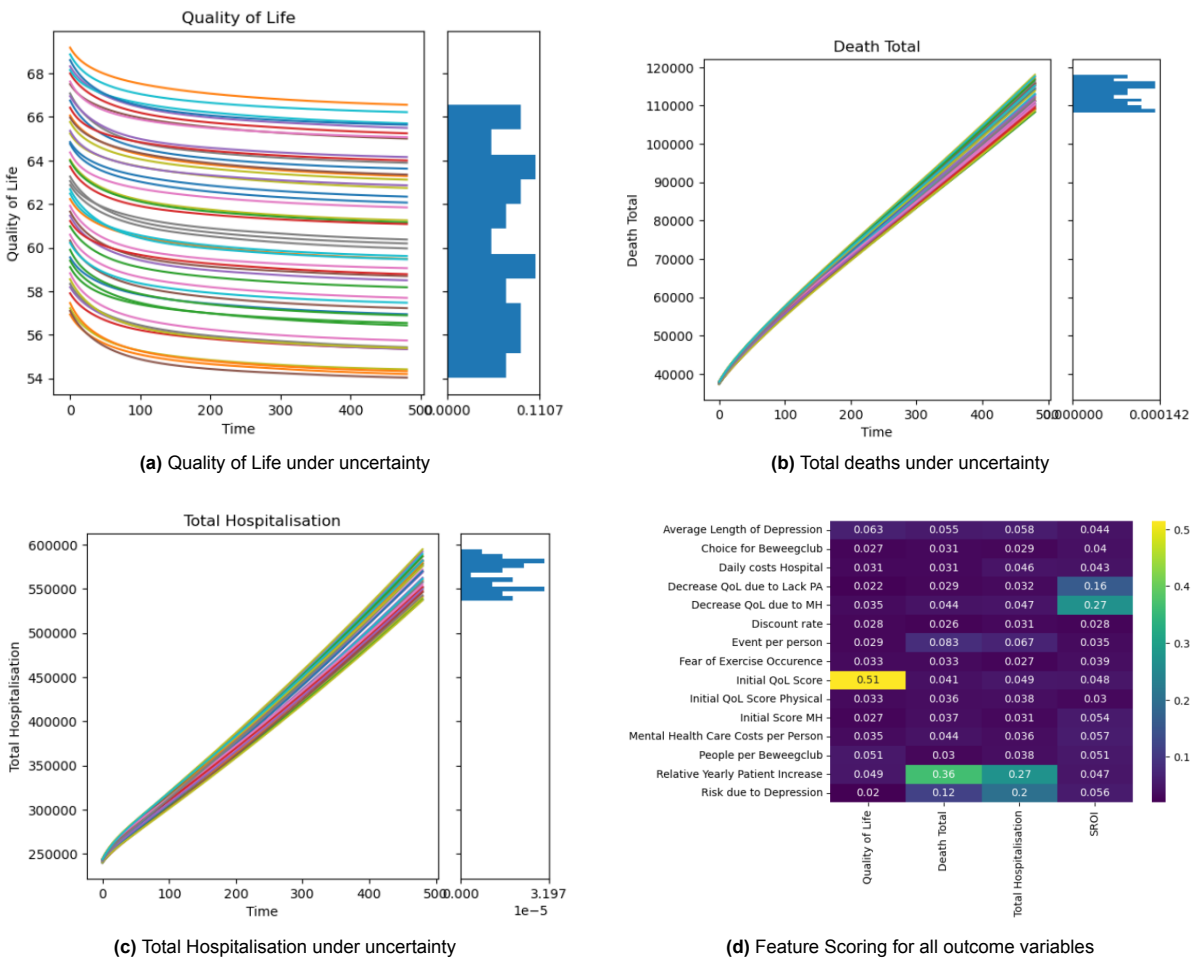 Quality of Life
Quality of Life
68
66
64
62
60
58
56
54
0
100
200
300
400
500
0.0000
0.1107
Time
(a) Quality of Life under uncertainty
Death Total
Death Total
120000
110000
100000
90000
80000
70000
60000
50000
40000
0
100
200
300
400
500
0.000000
0.000142
Time
(b) Total deaths under uncertainty
Total Hospitalisation
Total Hospitalisation
600000
550000
500000
450000
400000
350000
300000
250000
0
100
200
300
400
500
0.000
3.197
1e−5
Time
(c) Total Hospitalisation under uncertainty
Average Length of Depression 0.063 0.055 0.058 0.044
Choice for Beweegclub 0.027 0.031 0.029 0.04
Daily costs Hospital 0.031 0.031 0.046 0.043
Decrease QoL due to Lack PA 0.022 0.029 0.032 0.16
Decrease QoL due to MH 0.035 0.044 0.047 0.27
Discount rate 0.028 0.026 0.031 0.028
Event per person 0.029 0.083 0.067 0.035
Fear of Exercise Occurence 0.033 0.033 0.027 0.039
Initial QoL Score 0.51 0.041 0.049 0.048
Initial QoL Score Physical 0.033 0.036 0.038 0.03
Initial Score MH 0.027 0.037 0.031 0.054
Mental Health Care Costs per Person 0.035 0.044 0.036 0.057
People per Beweegclub 0.051 0.03 0.038 0.051
Relative Yearly Patient Increase 0.049 0.36 0.27 0.047
Risk due to Depression 0.02 0.12 0.2 0.056
Quality of Life
Death Total
Total Hospitalisation
SROI
0.5
0.4
0.3
0.2
0.1
(d) Feature Scoring for all outcome variables